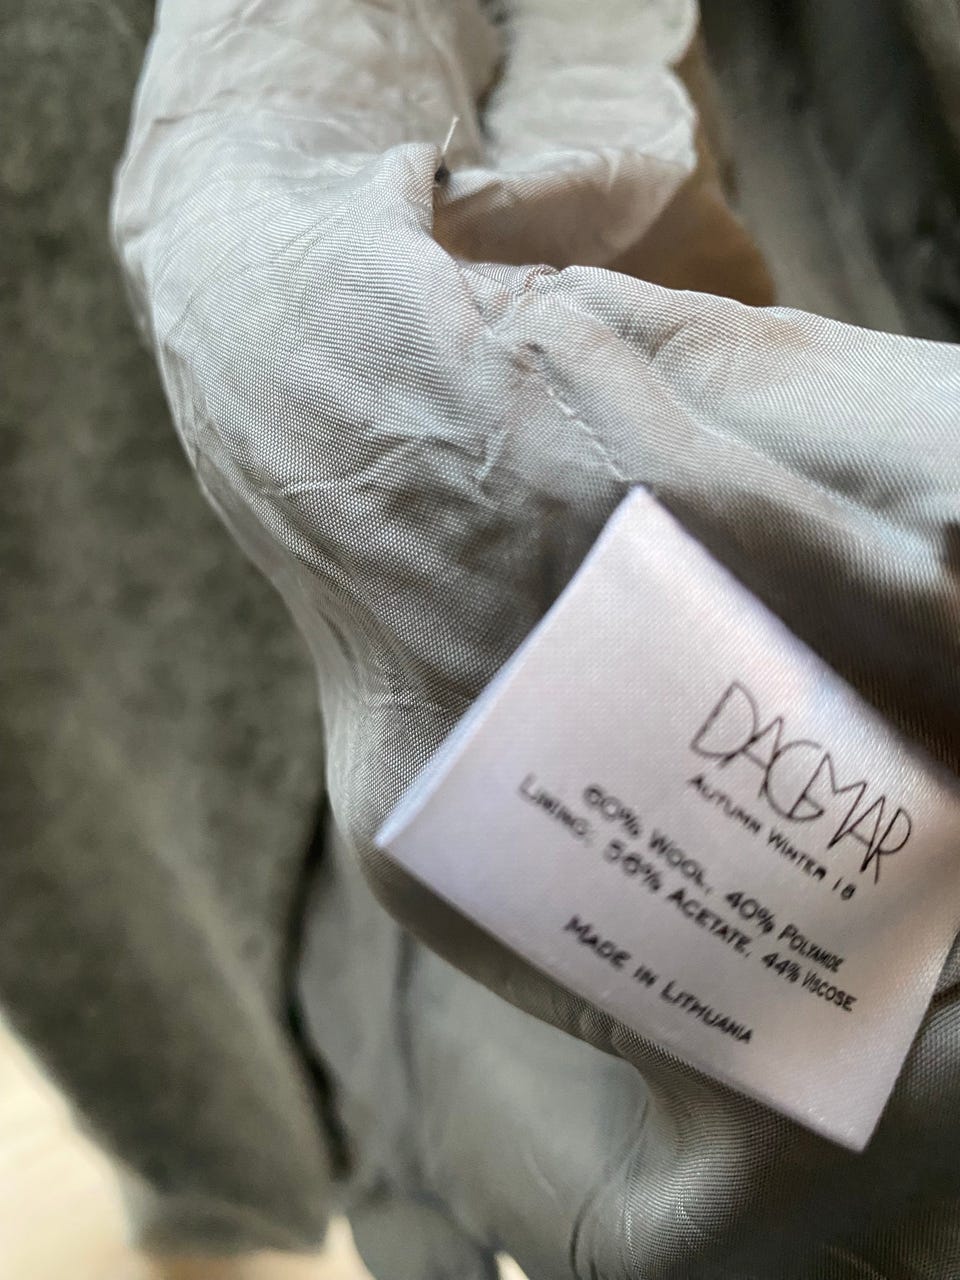 DAGMAR
AUTUMN WINTER 18
60% WOOL, 40% POLYAMIDE
LINING: 56% ACETATE, 44% VISCOSE
MADE IN LITHUANIA